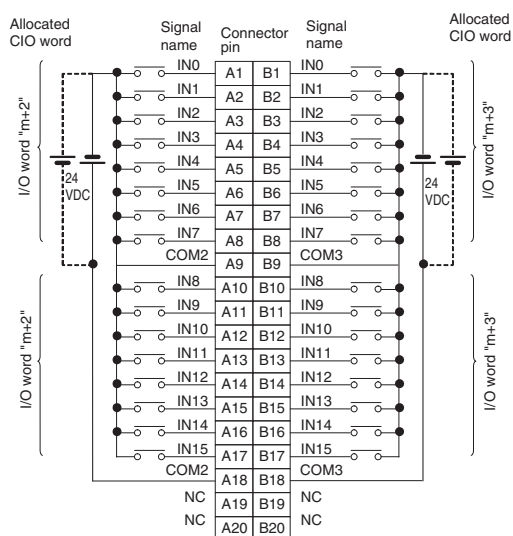 Allocated CIO word Signal name Connector pin Signal name Allocated CIO word
IN0 A1 B1 IN0
IN1 A2 B2 IN1
IN2 A3 B3 IN2
IN3 A4 B4 IN3
IN4 A5 B5 IN4
IN5 A6 B6 IN5
IN6 A7 B7 IN6
IN7 A8 B8 IN7
COM2 A9 B9 COM3
IN8 A10 B10 IN8
IN9 A11 B11 IN9
IN10 A12 B12 IN10
IN11 A13 B13 IN11
IN12 A14 B14 IN12
IN13 A15 B15 IN13
IN14 A16 B16 IN14
IN15 A17 B17 IN15
COM2 A18 B18 COM3
NC A19 B19 NC
NC A20 B20 NC
I/O word "m+2"
24 VDC
I/O word "m+2"
24 VDC
I/O word "m+3"
I/O word "m+3"